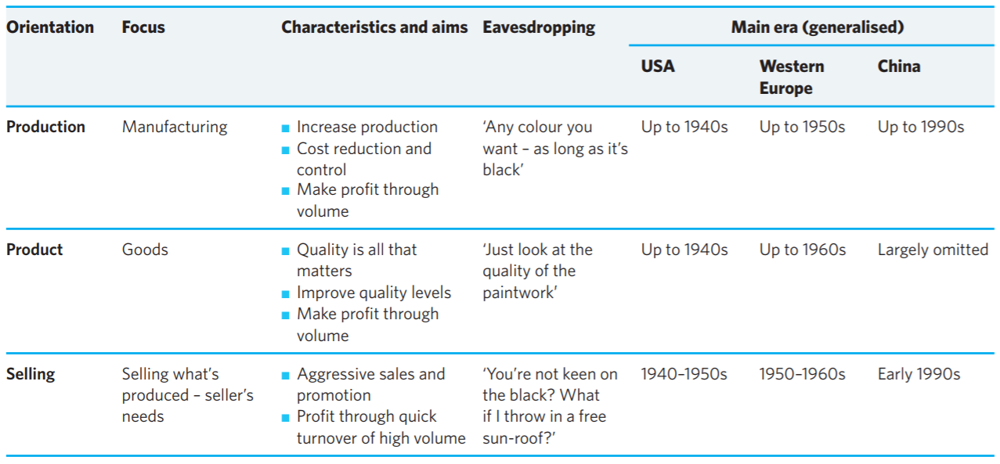 Orientation Focus Characteristics and aims Eavesdropping Main era (generalised)
USA Western Europe China
Production Manufacturing ■ Increase production ‘Any colour you Up to 1940s Up to 1950s Up to 1990s
■ Cost reduction and want – as long as it’s
control black’
■ Make profit through
volume
Product Goods ■ Quality is all that ‘Just look at the Up to 1940s Up to 1960s Largely omitted
matters quality of the
■ Improve quality levels paintwork’
■ Make profit through
volume
Selling Selling what’s ■ Aggressive sales and ‘You’re not keen on 1940–1950s 1950–1960s Early 1990s
produced – seller’s promotion the black? What
needs ■ Profit through quick if I throw in a free
turnover of high volume sun-roof?’